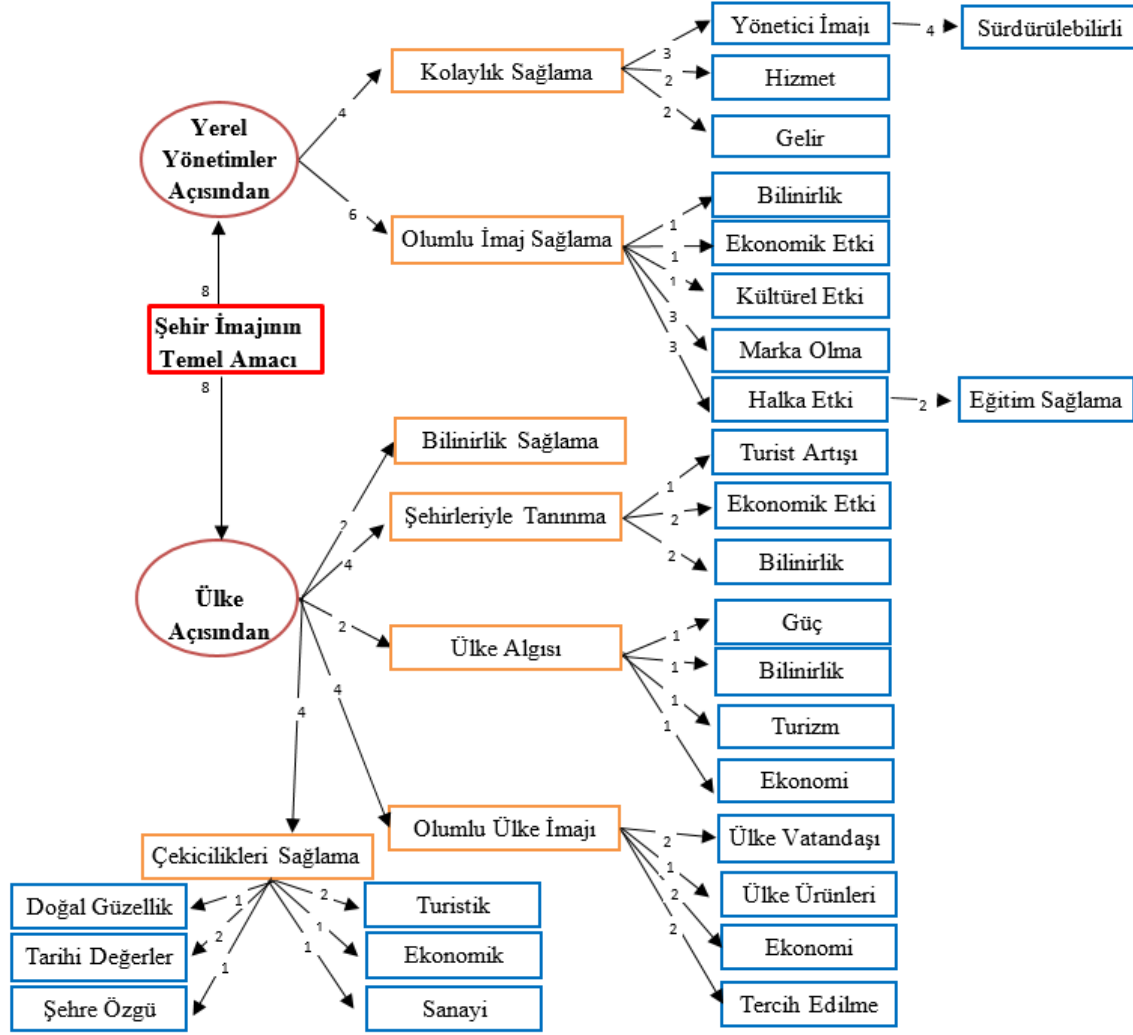 Yönetici İmajı
4
Sürdürülebilirli
Kolaylık Sağlama
3
2
2
Hizmet
Gelir
4
Yerel
Yönetimler
Açısından
6
Olumlu İmaj Sağlama
1
1
1
3
3
Bilinirlik
Ekonomik Etki
Kültürel Etki
Marka Olma
Halka Etki
2
Eğitim Sağlama
8
Şehir İmajının
Temel Amacı
8
Bilinirlik Sağlama
2
Şehirleriyle Tanınma
4
1
2
2
Turist Artışı
Ekonomik Etki
Bilinirlik
Ülke
Açısından
2
Ülke Algısı
1
1
1
1
Güç
Bilinirlik
Turizm
Ekonomi
4
4
Olumlu Ülke İmajı
2
1
2
2
Ülke Vatandaşı
Ülke Ürünleri
Ekonomi
Tercih Edilme
Çekicilikleri Sağlama
Doğal Güzellik
1
2
Turistik
Tarihi Değerler
2
1
Ekonomik
Şehre Özgü
1
1
Sanayi